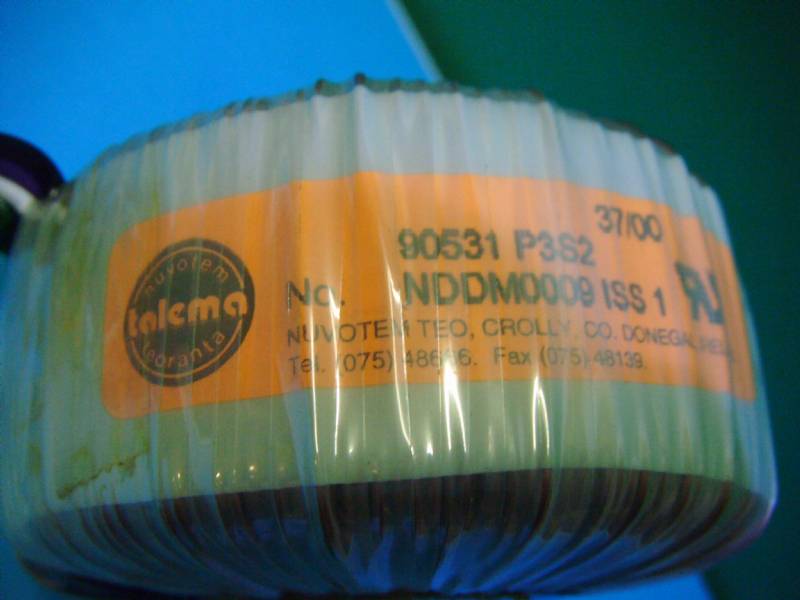 nuvotem
talema
teoranta
37/00
90531 P3S2
No. NDDM0009 ISS 1
NUVOTEM TEO, CROLLY, CO. DONEGAL,
Tel. (075) 48666. Fax (075) 48139.